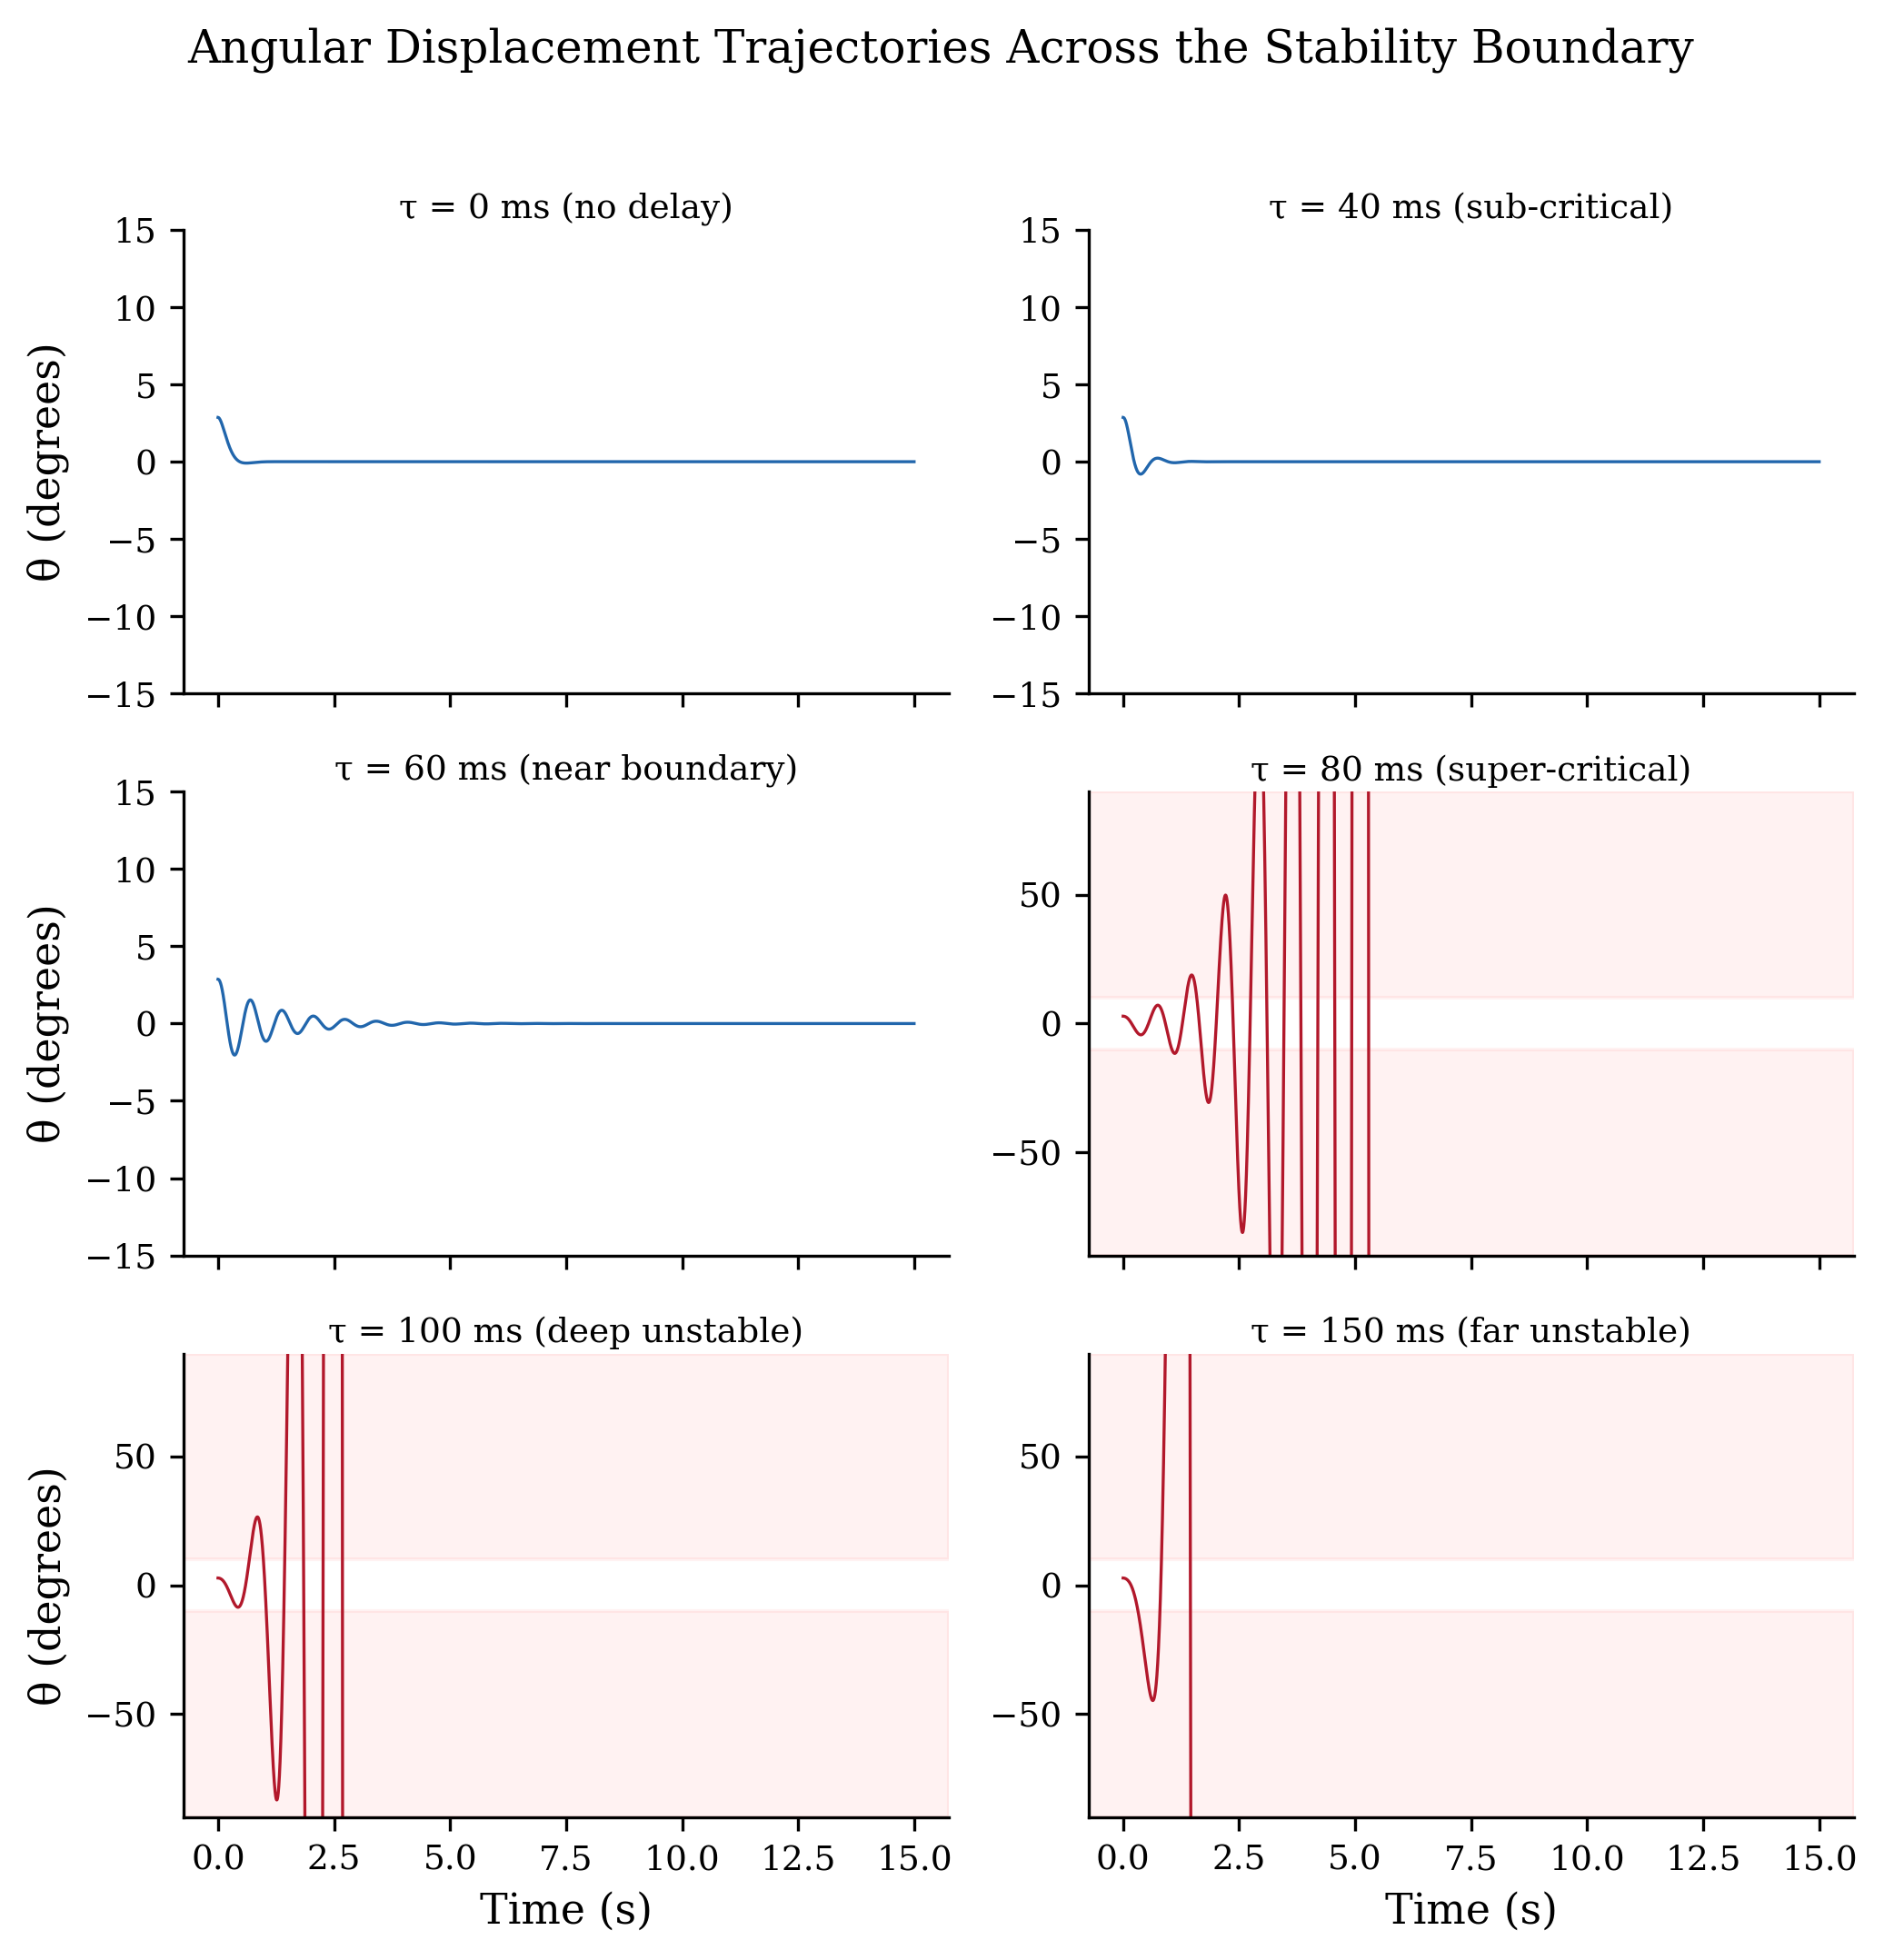 Angular Displacement Trajectories Across the Stability Boundary
τ = 0 ms (no delay)
15
10
5
0
−5
−10
−15
θ (degrees)
τ = 40 ms (sub-critical)
15
10
5
0
−5
−10
−15
τ = 60 ms (near boundary)
15
10
5
0
−5
−10
−15
θ (degrees)
τ = 80 ms (super-critical)
50
0
−50
τ = 100 ms (deep unstable)
50
0
−50
θ (degrees)
0.0 2.5 5.0 7.5 10.0 12.5 15.0
Time (s)
τ = 150 ms (far unstable)
50
0
−50
0.0 2.5 5.0 7.5 10.0 12.5 15.0
Time (s)